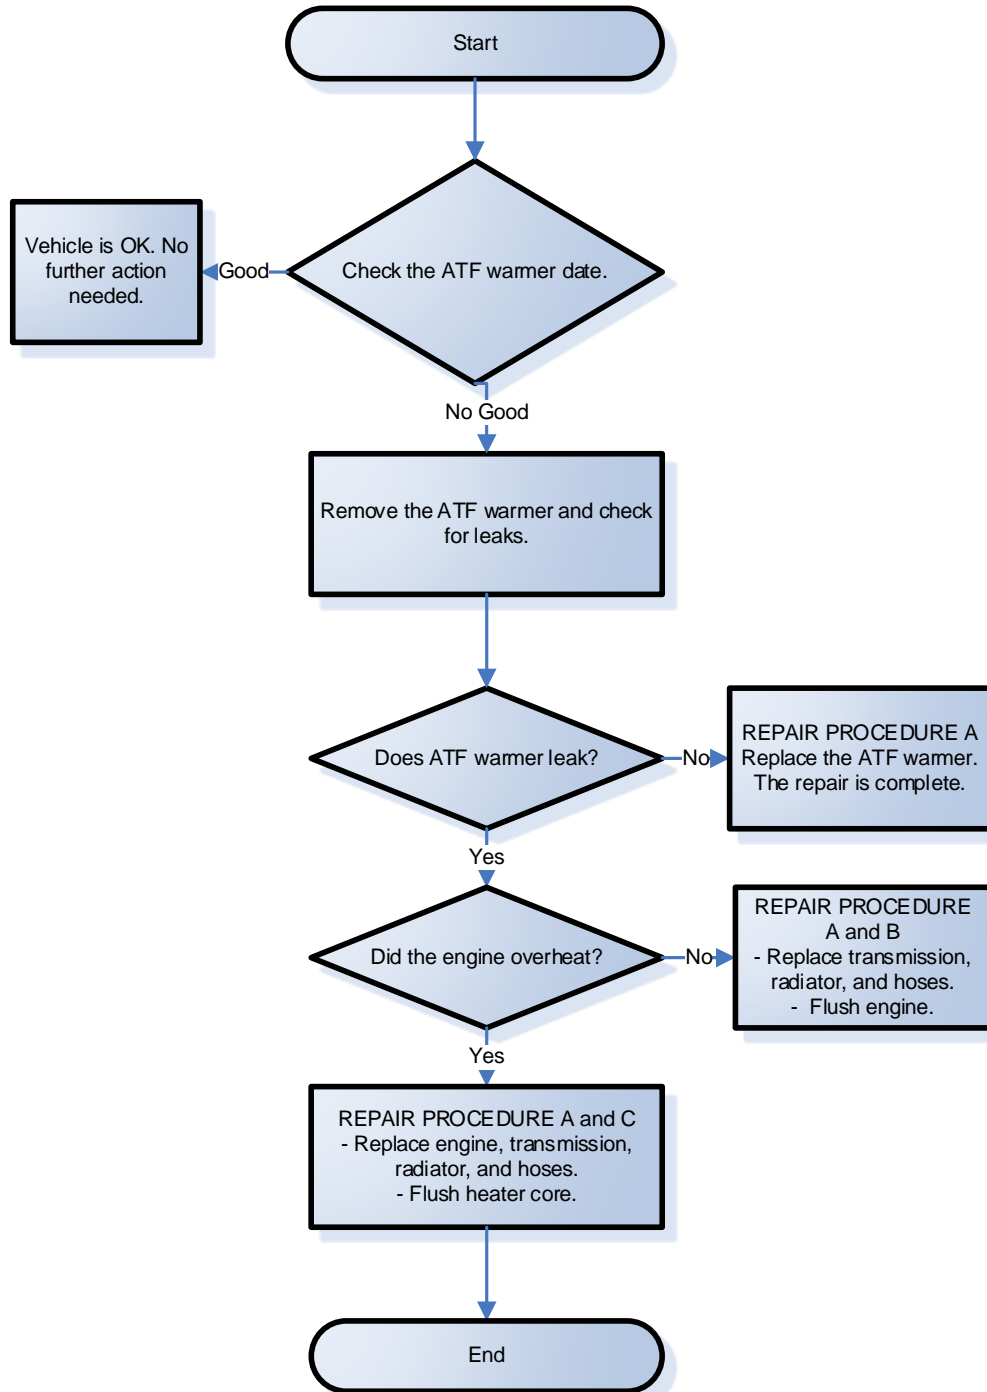 Start
Check the ATF warmer date.
Good
Vehicle is OK. No
further action
needed.
No Good
Remove the ATF warmer and check
for leaks.
Does ATF warmer leak?
No
REPAIR PROCEDURE A
Replace the ATF warmer.
The repair is complete.
Yes
Did the engine overheat?
No
REPAIR PROCEDURE
A and B
- Replace transmission,
radiator, and hoses.
- Flush engine.
Yes
REPAIR PROCEDURE A and C
- Replace engine, transmission,
radiator, and hoses.
- Flush heater core.
End